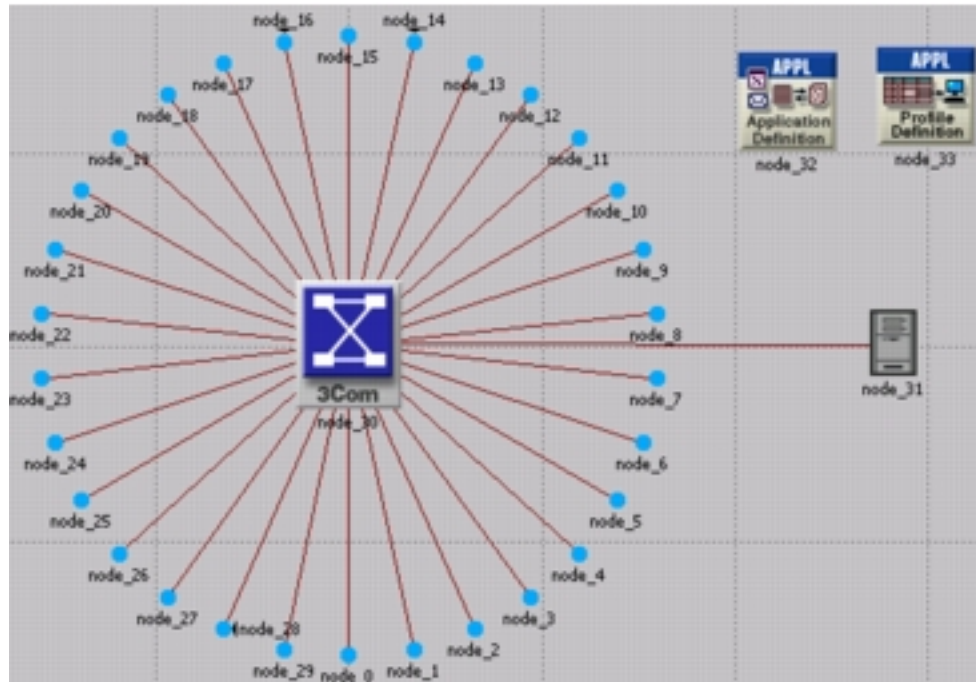 node_16
node_14
node_15
node_17
node_13
node_18
node_12
node_19
node_11
node_20
node_10
node_21
node_9
node_22
node_8
node_23
node_7
node_24
node_6
node_25
node_5
node_26
node_4
node_27
node_3
node_28
node_2
node_29
node_0
node_1
3Com
node_30
APPL
Application
Definition
node_32
APPL
Profile
Definition
node_33
node_31